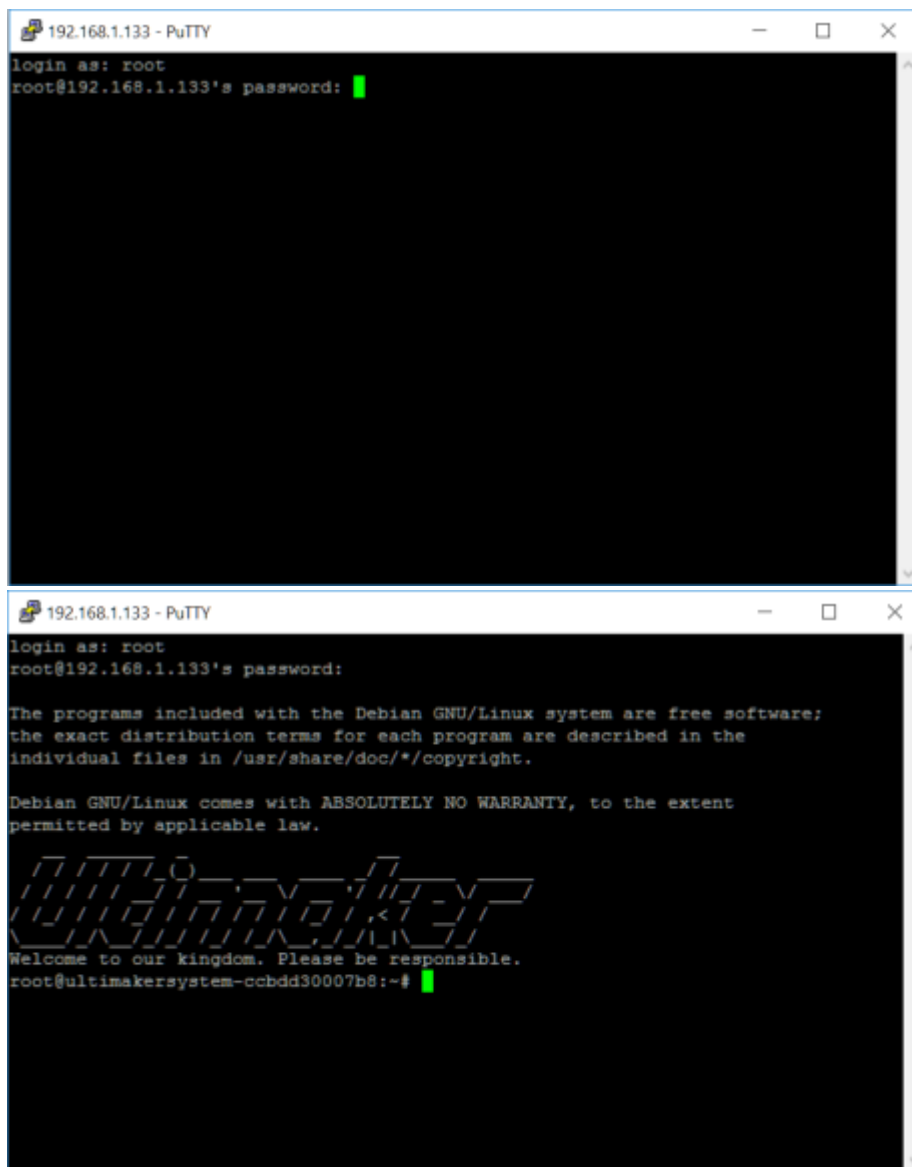 192.168.1.133 - PuTTY
login as: root
root@192.168.1.133's password:
192.168.1.133 - PuTTY
login as: root
root@192.168.1.133's password:
The programs included with the Debian GNU/Linux system are free software;
the exact distribution terms for each program are described in the
individual files in /usr/share/doc/*/copyright.
Debian GNU/Linux comes with ABSOLUTELY NO WARRANTY, to the extent
permitted by applicable law.
Ultimaker
Welcome to our kingdom. Please be responsible.
root@ultimakersystem-ccbdd30007b8:~#